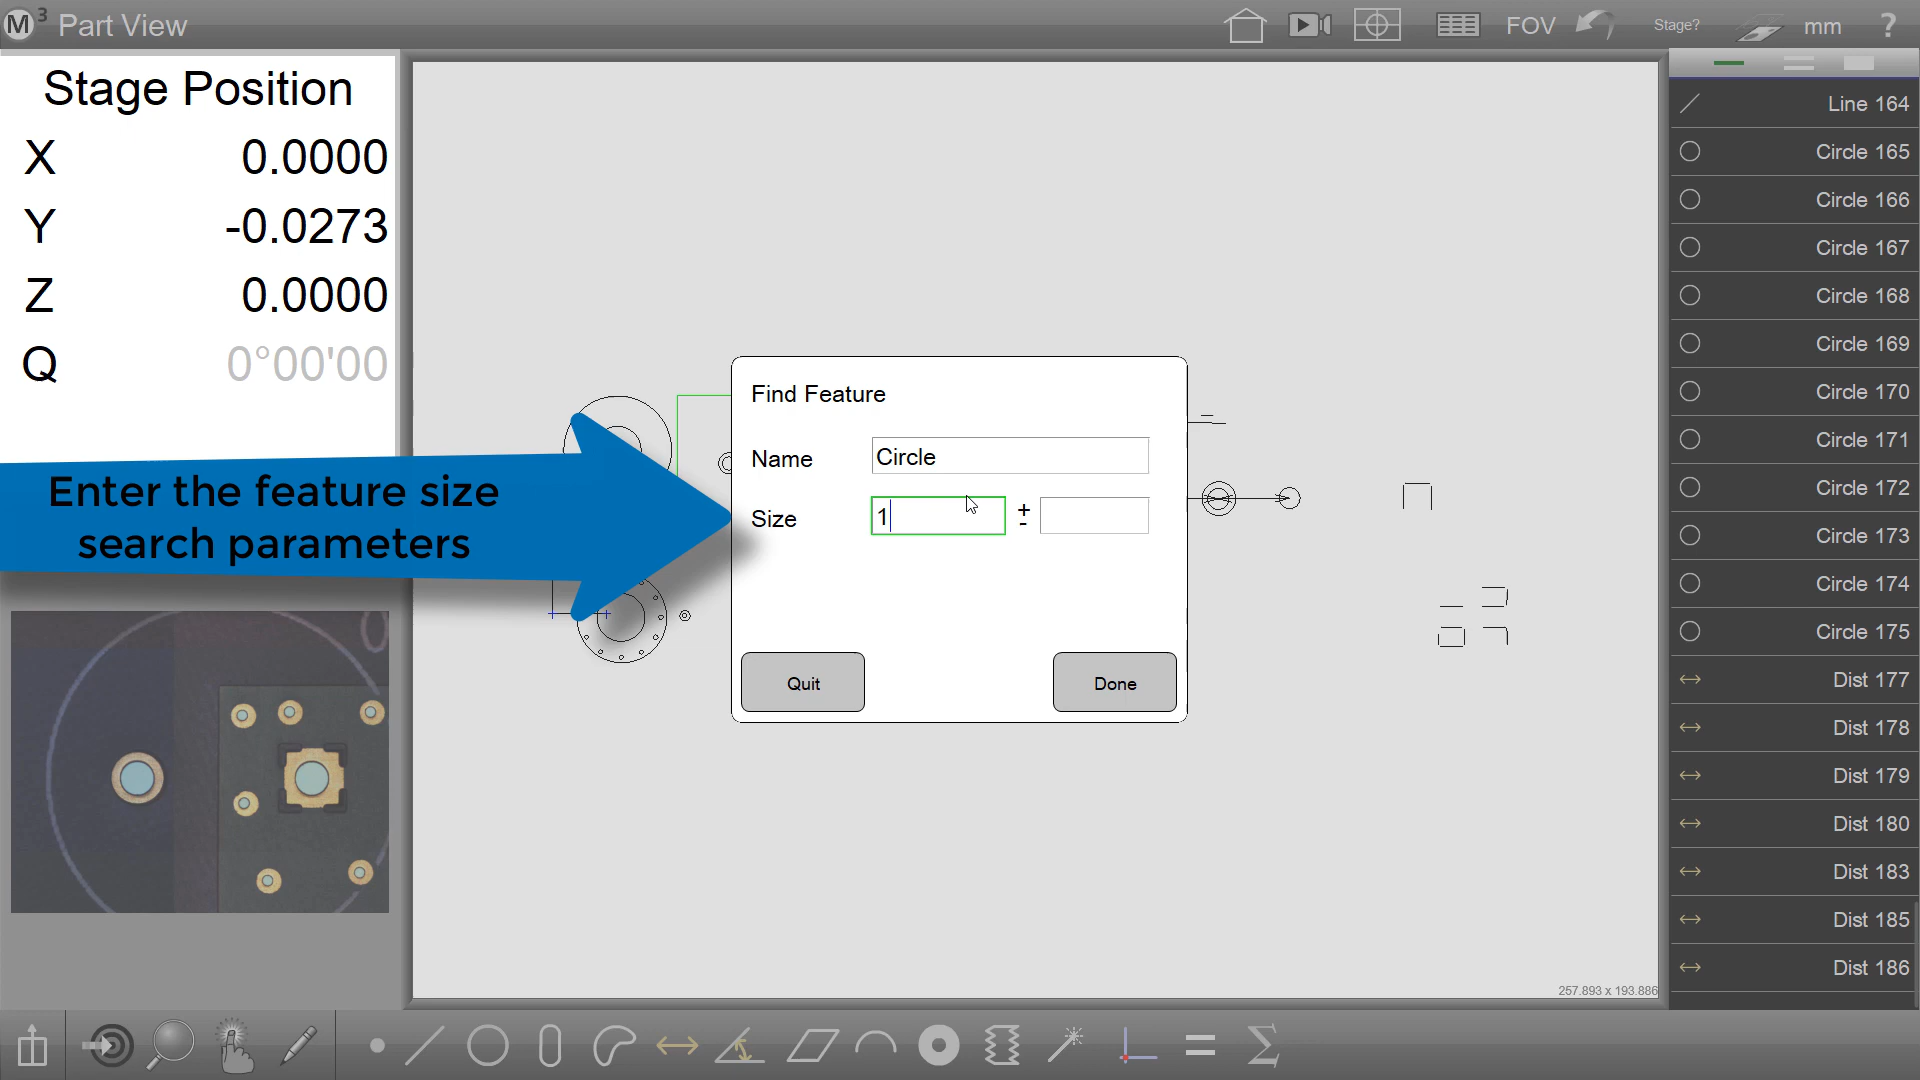 M3 Part View
FOV
Stage?
mm
?
Stage Position
X 0.0000
Y -0.0273
Z 0.0000
Q 0°00'00
Enter the feature size
search parameters
Find Feature
Name Circle
Size 1 ±
Quit
Done
257.893 x 193.886
Line 164
Circle 165
Circle 166
Circle 167
Circle 168
Circle 169
Circle 170
Circle 171
Circle 172
Circle 173
Circle 174
Circle 175
Dist 177
Dist 178
Dist 179
Dist 180
Dist 183
Dist 185
Dist 186